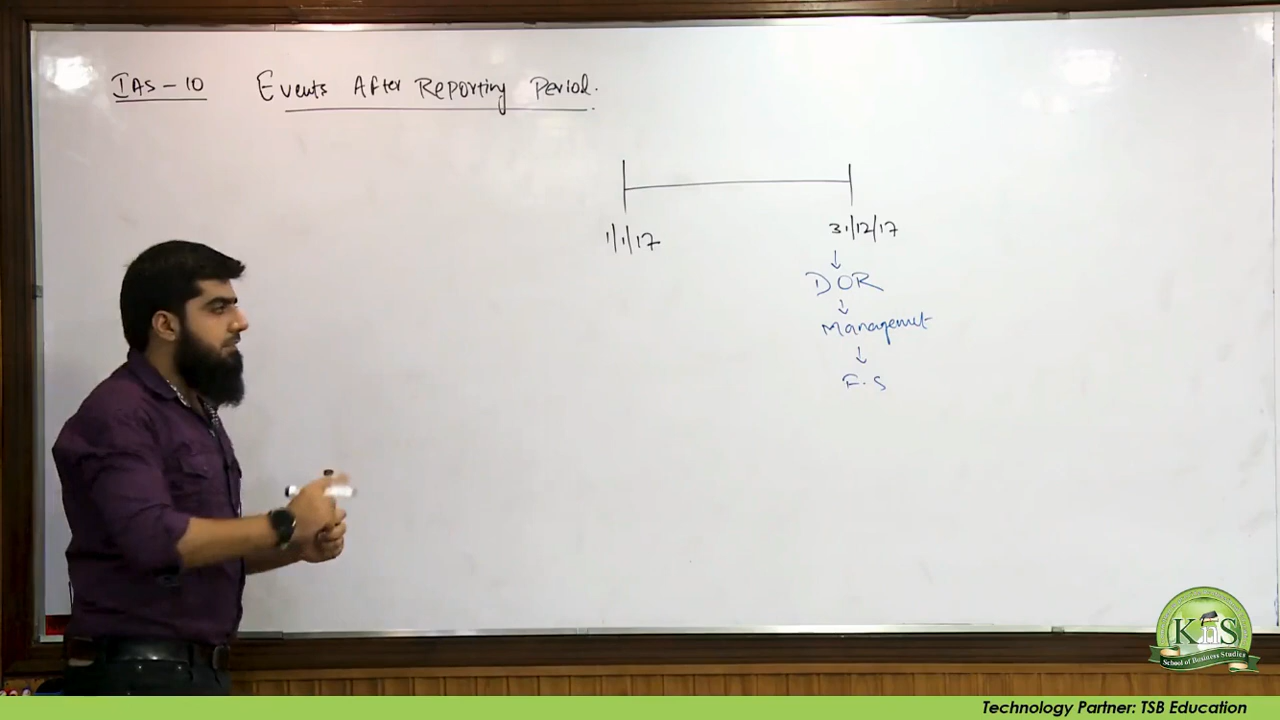 IAS - 10 Events After Reporting Period.
1/1/17 31/12/17
↓
DOR
↓
Management
↓
F.S
KnS
School of Business Studies
Technology Partner: TSB Education